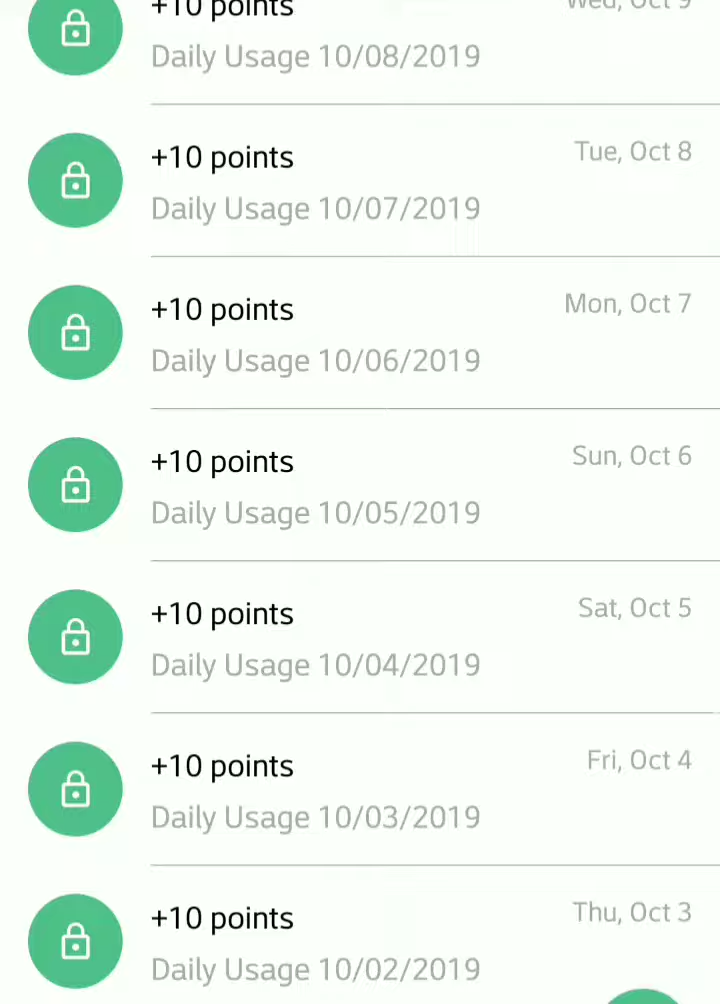 +10 points
Wed, Oct 9
Daily Usage 10/08/2019
+10 points
Tue, Oct 8
Daily Usage 10/07/2019
+10 points
Mon, Oct 7
Daily Usage 10/06/2019
+10 points
Sun, Oct 6
Daily Usage 10/05/2019
+10 points
Sat, Oct 5
Daily Usage 10/04/2019
+10 points
Fri, Oct 4
Daily Usage 10/03/2019
+10 points
Thu, Oct 3
Daily Usage 10/02/2019